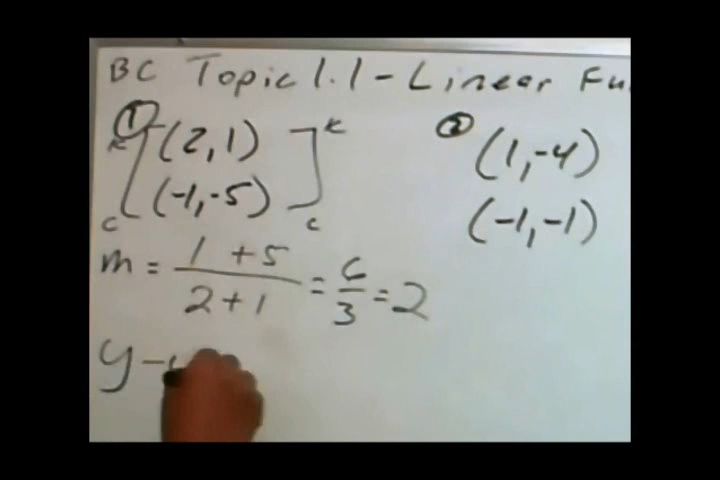 BC Topic 1.1 - Linear Fu
① (2,1) K ② (1,-4)
K
(-1,-5) (-1,-1)
C C
m = 1 + 5 / 2 + 1 = 6/3 = 2
y -